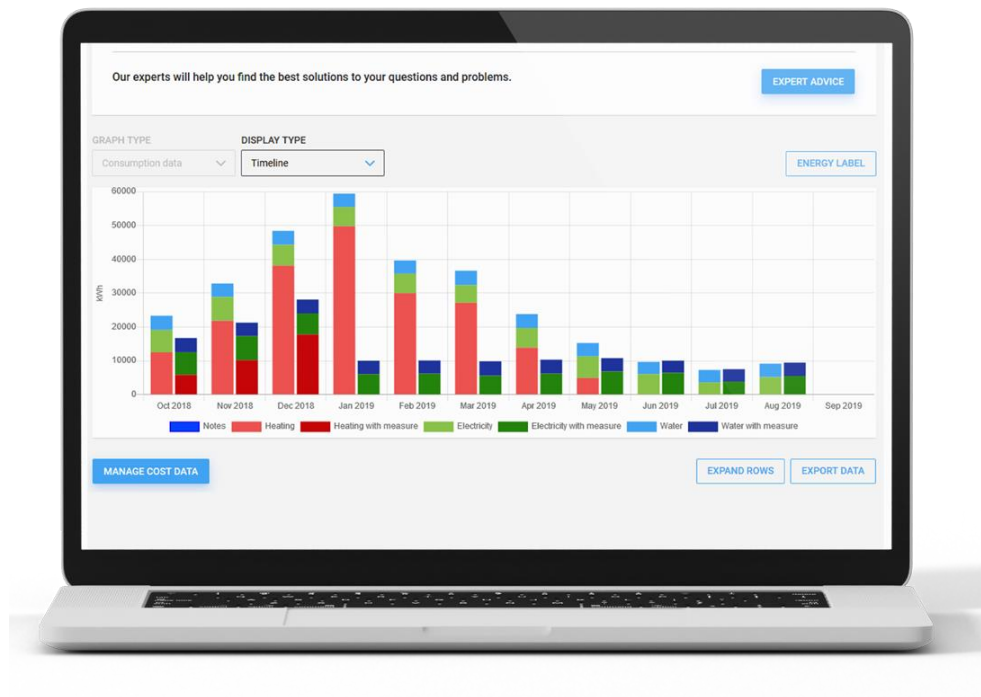 Our experts will help you find the best solutions to your questions and problems.
EXPERT ADVICE
GRAPH TYPE
DISPLAY TYPE
Consumption data
Timeline
ENERGY LABEL
60000
50000
40000
30000
20000
10000
0
kWh
Oct 2018 Nov 2018 Dec 2018 Jan 2019 Feb 2019 Mar 2019 Apr 2019 May 2019 Jun 2019 Jul 2019 Aug 2019 Sep 2019
Notes Heating Heating with measure Electricity Electricity with measure Water Water with measure
MANAGE COST DATA
EXPAND ROWS
EXPORT DATA